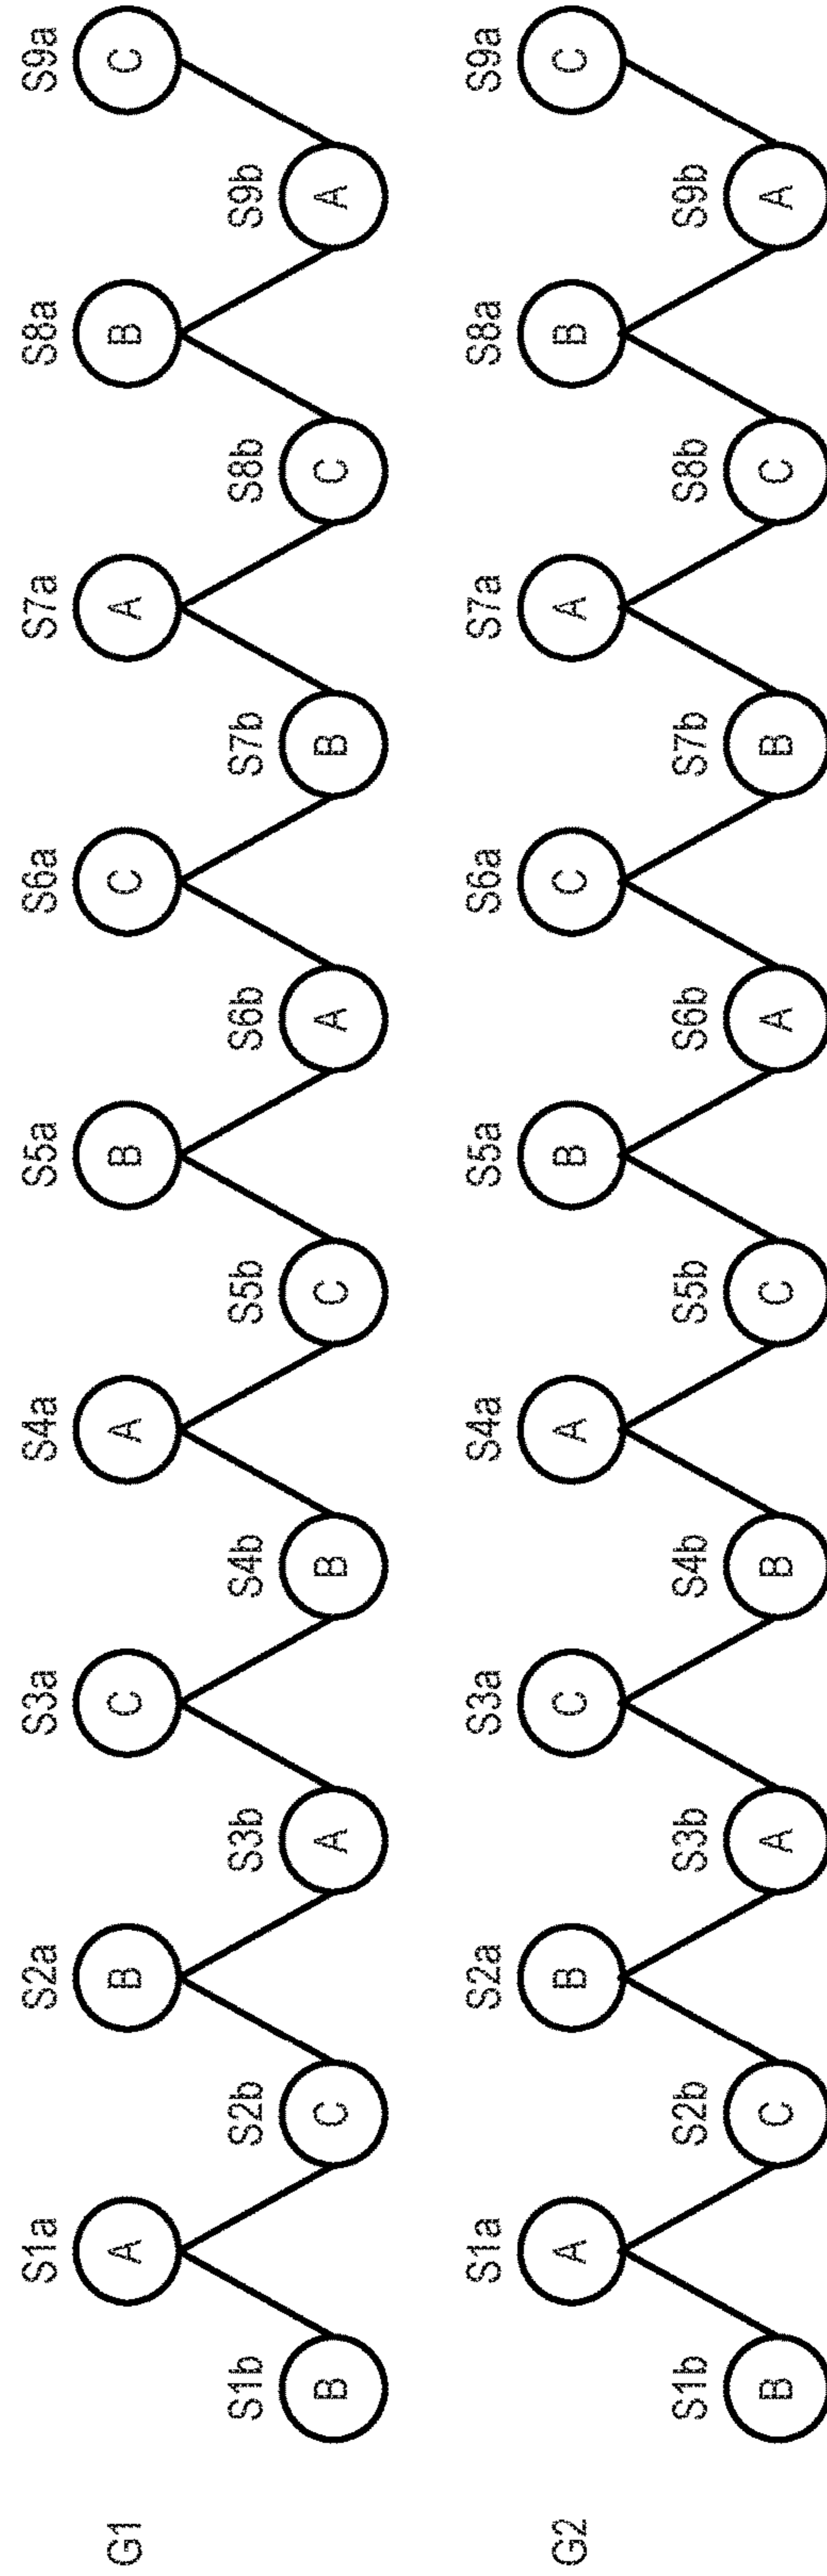 S1a S2a S3a S4a S5a S6a S7a S8a S9a
G1 A B C A B C A B C
S1b S2b S3b S4b S5b S6b S7b S8b S9b
B C A B C A B C A
S1a S2a S3a S4a S5a S6a S7a S8a S9a
G2 A B C A B C A B C
S1b S2b S3b S4b S5b S6b S7b S8b S9b
B C A B C A B C A